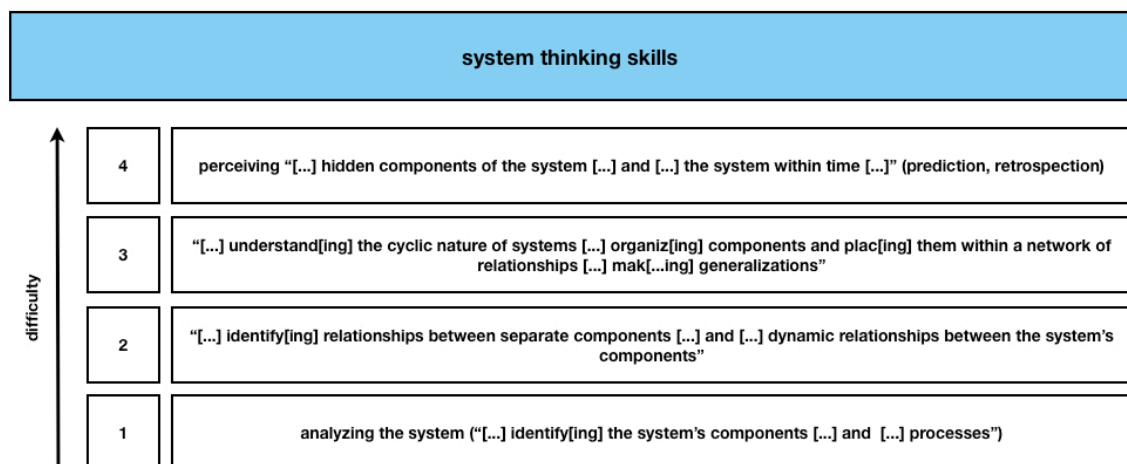 system thinking skills
4
perceiving “[...] hidden components of the system [...] and [...] the system within time [...]” (prediction, retrospection)
3
“[...] understand[ing] the cyclic nature of systems [...] organiz[ing] components and plac[ing] them within a network of
relationships [...] mak[...ing] generalizations”
difficulty
2
“[...] identify[ing] relationships between separate components [...] and [...] dynamic relationships between the system’s
components”
1
analyzing the system (“[...] identify[ing] the system’s components [...] and [...] processes”)